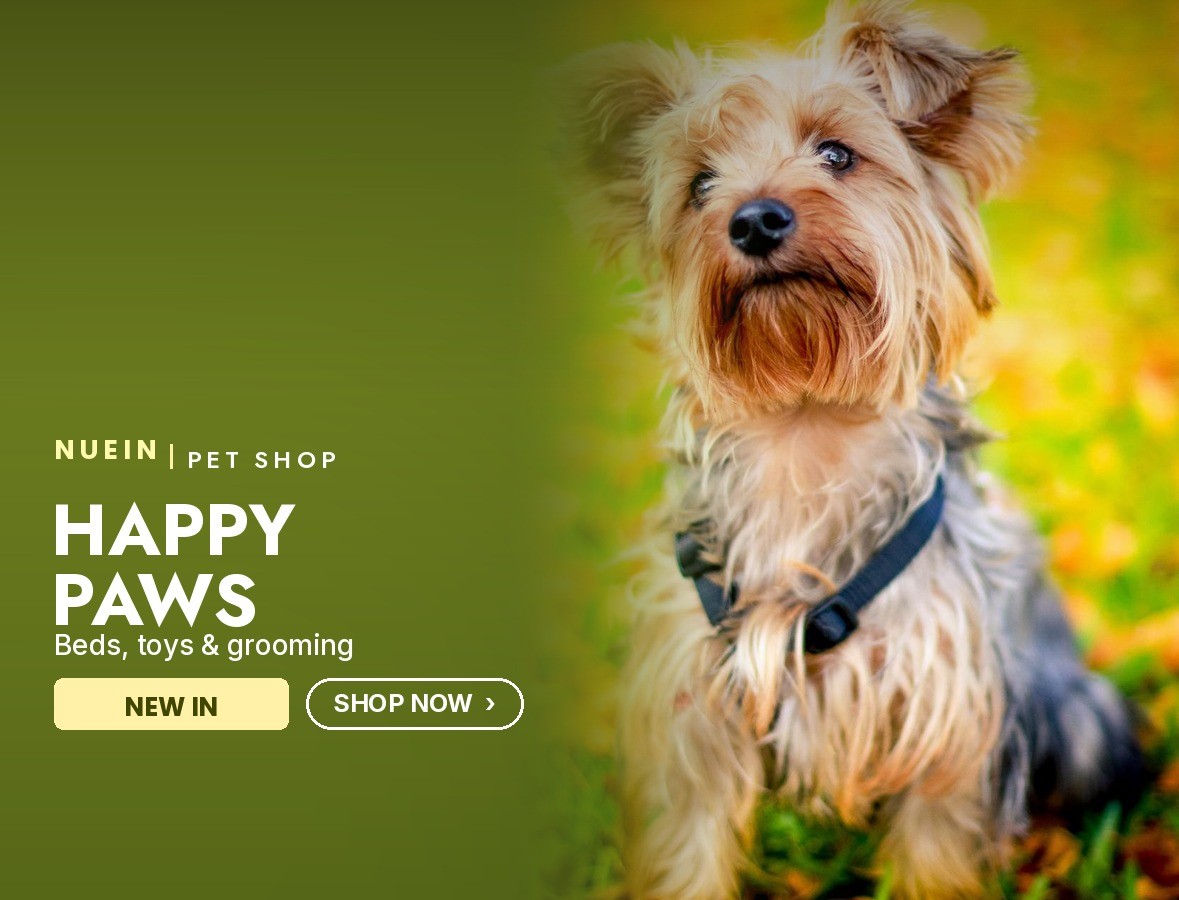 NUEIN | PET SHOP
HAPPY
PAWS
Beds, toys & grooming
NEW IN
SHOP NOW ›